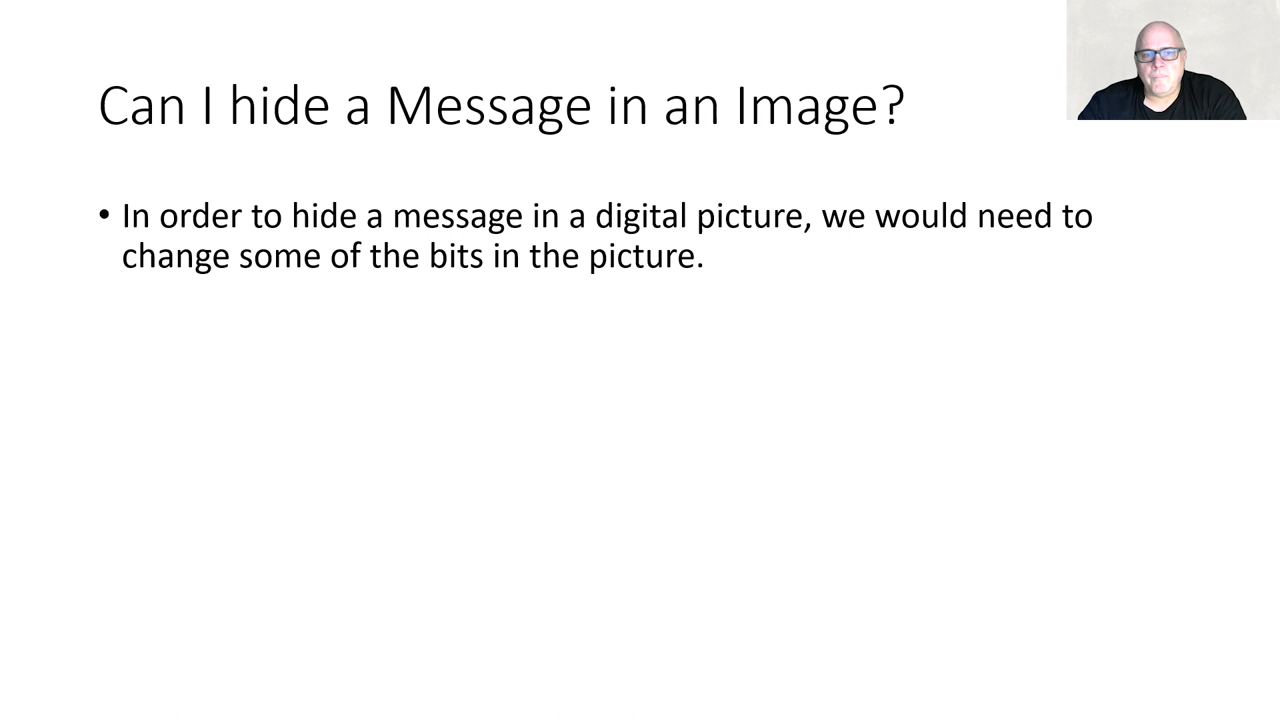 Can I hide a Message in an Image?
• In order to hide a message in a digital picture, we would need to
change some of the bits in the picture.